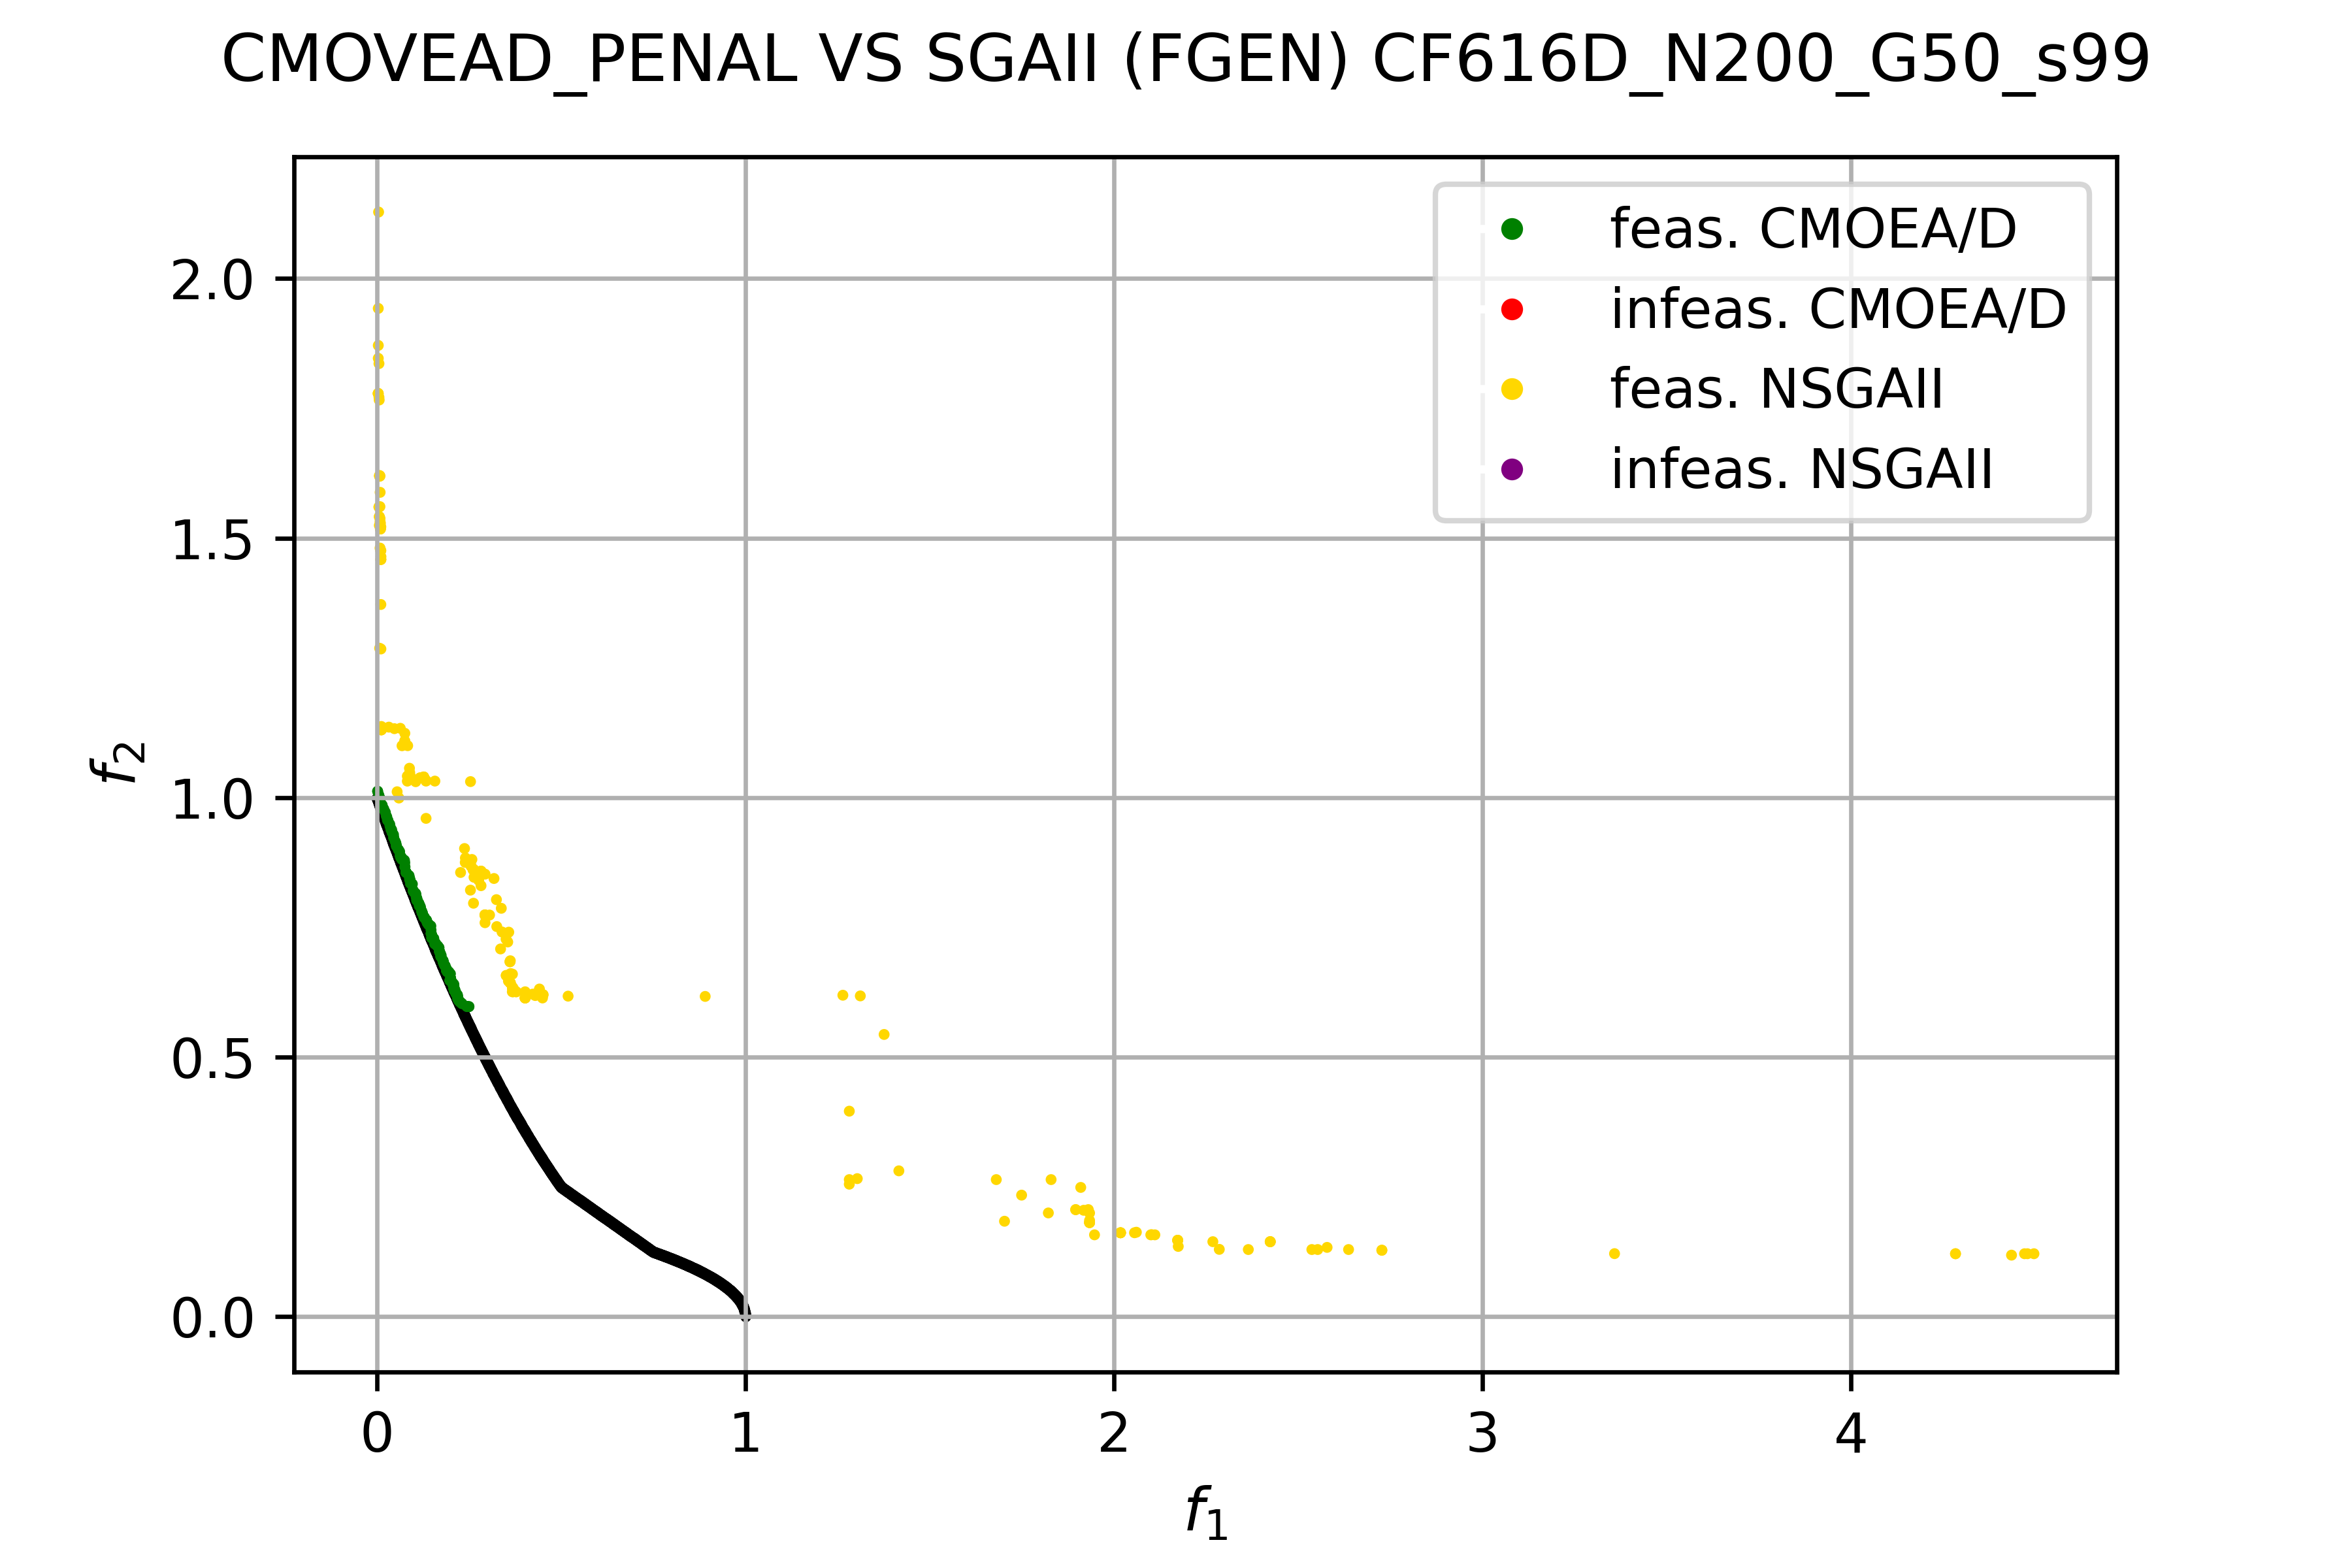 CMOVEAD_PENAL VS SGAII (FGEN) CF616D_N200_G50_s99
feas. CMOEA/D
infeas. CMOEA/D
feas. NSGAII
infeas. NSGAII
2.0
1.5
1.0
0.5
0.0
f2
0 1 2 3 4
f1